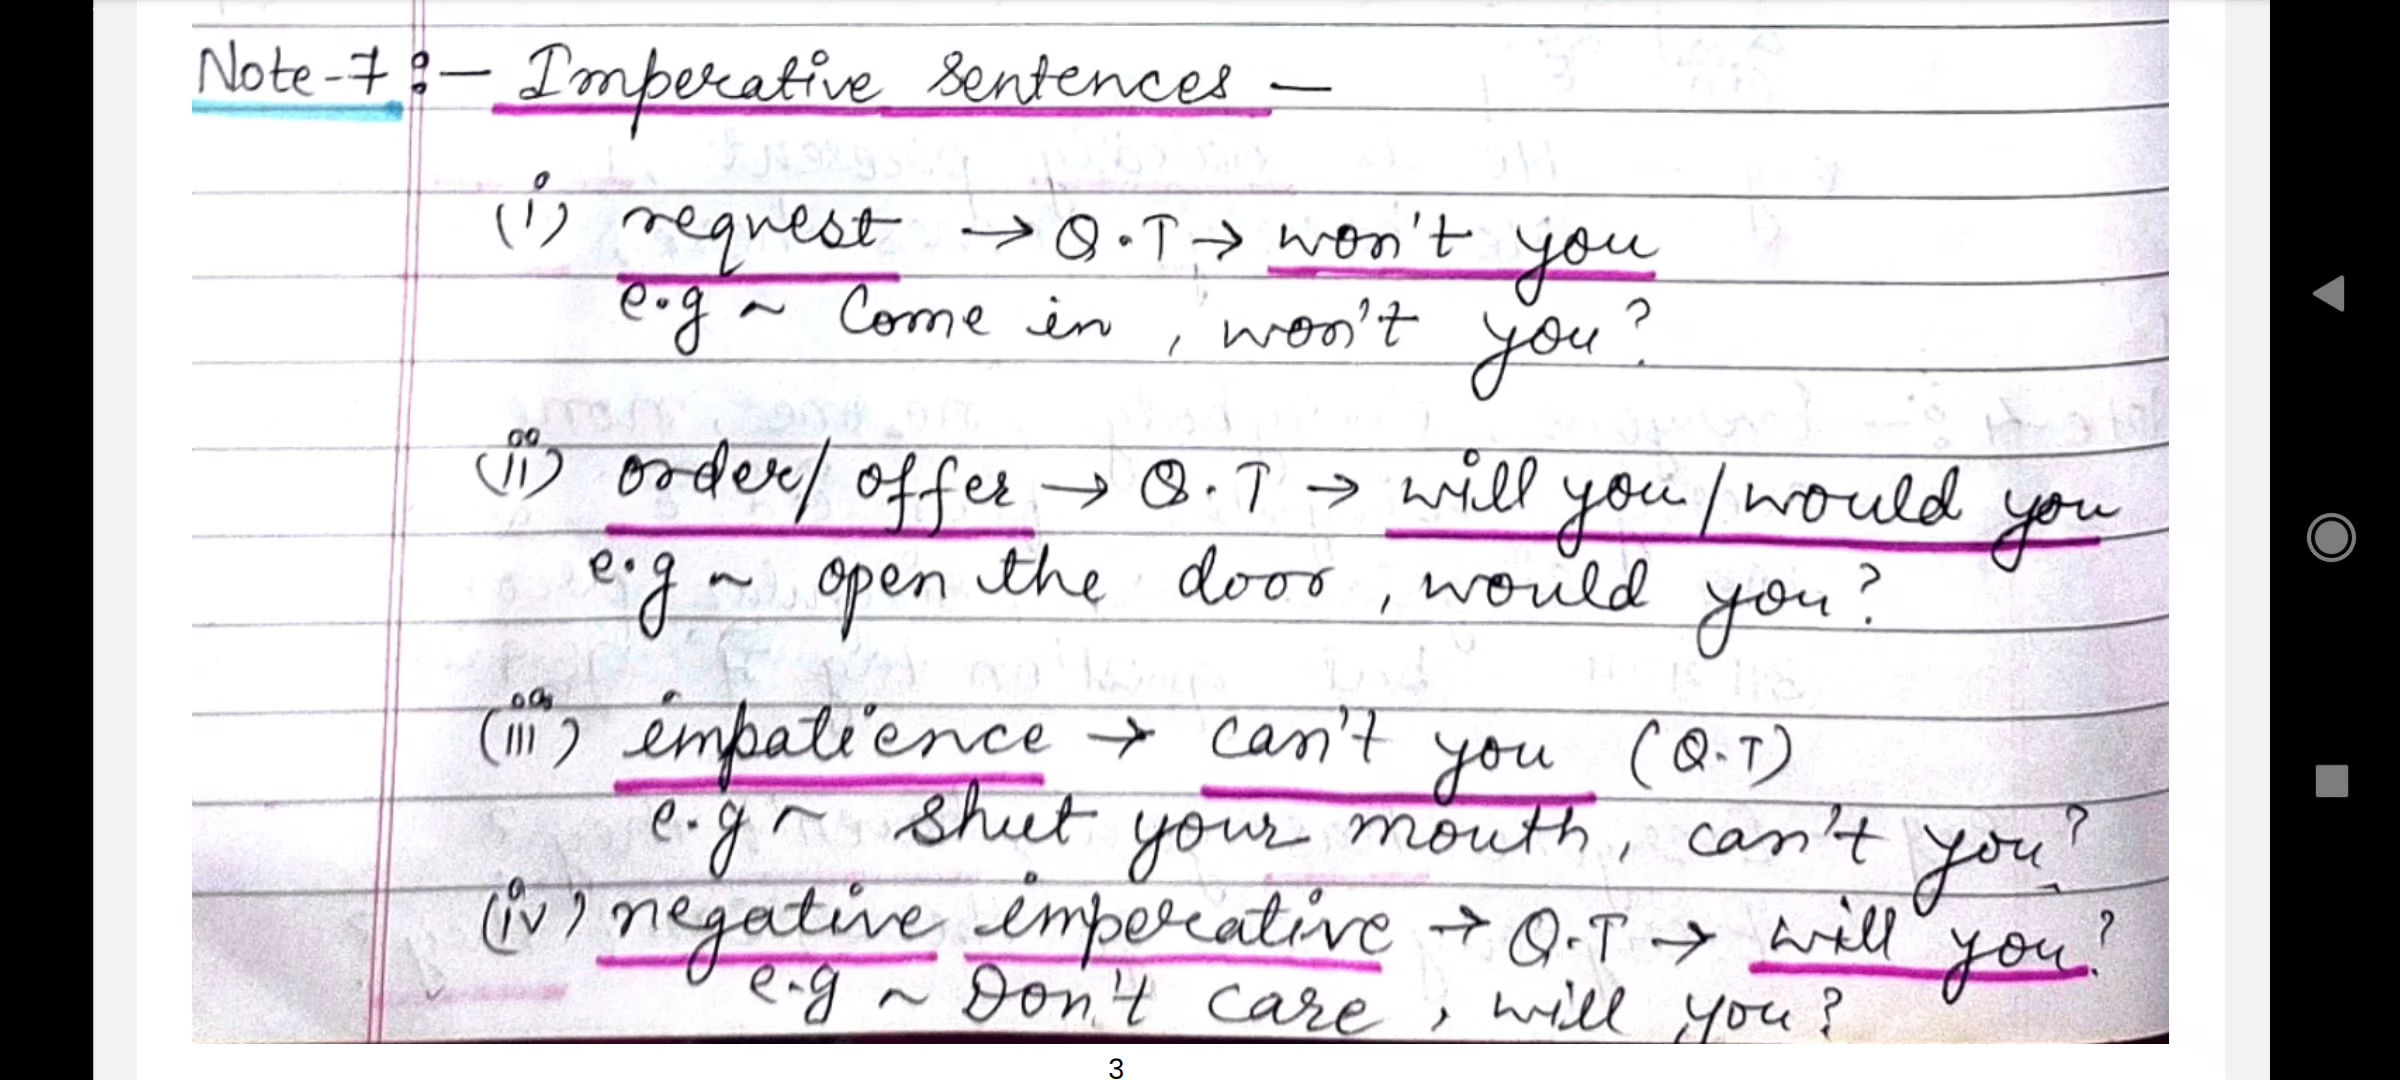 Note-7 :- Imperative sentences -
(i) request → Q.T → won't you
e.g ~ Come in, won't you?
(ii) order/ offer → Q.T → will you/would you
e.g ~ open the door, would you?
(iii) impatience → can't you (Q.T)
e.g ~ Shut your mouth, can't you?
(iv) negative imperative → Q.T → will you?
e.g ~ Don't care, will you?
3